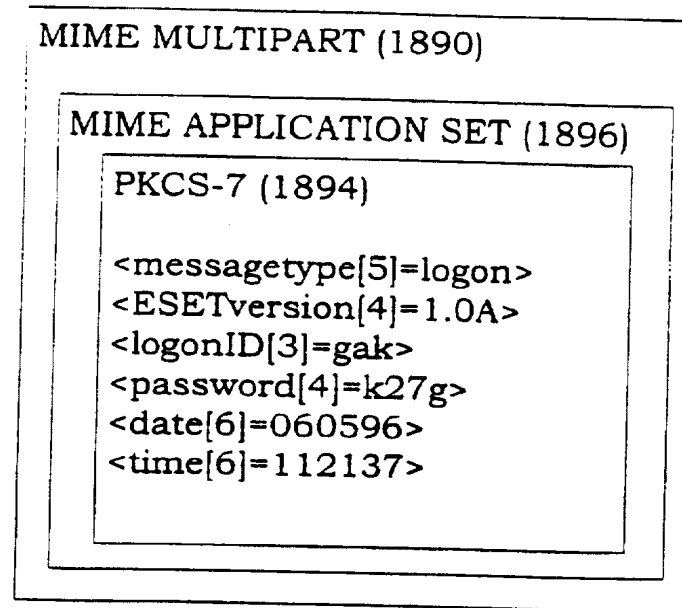 MIME MULTIPART (1890)
MIME APPLICATION SET (1896)
PKCS-7 (1894)
<messagetype[5]=logon>
<ESETversion[4]=1.0A>
<logonID[3]=gak>
<password[4]=k27g>
<date[6]=060596>
<time[6]=112137>